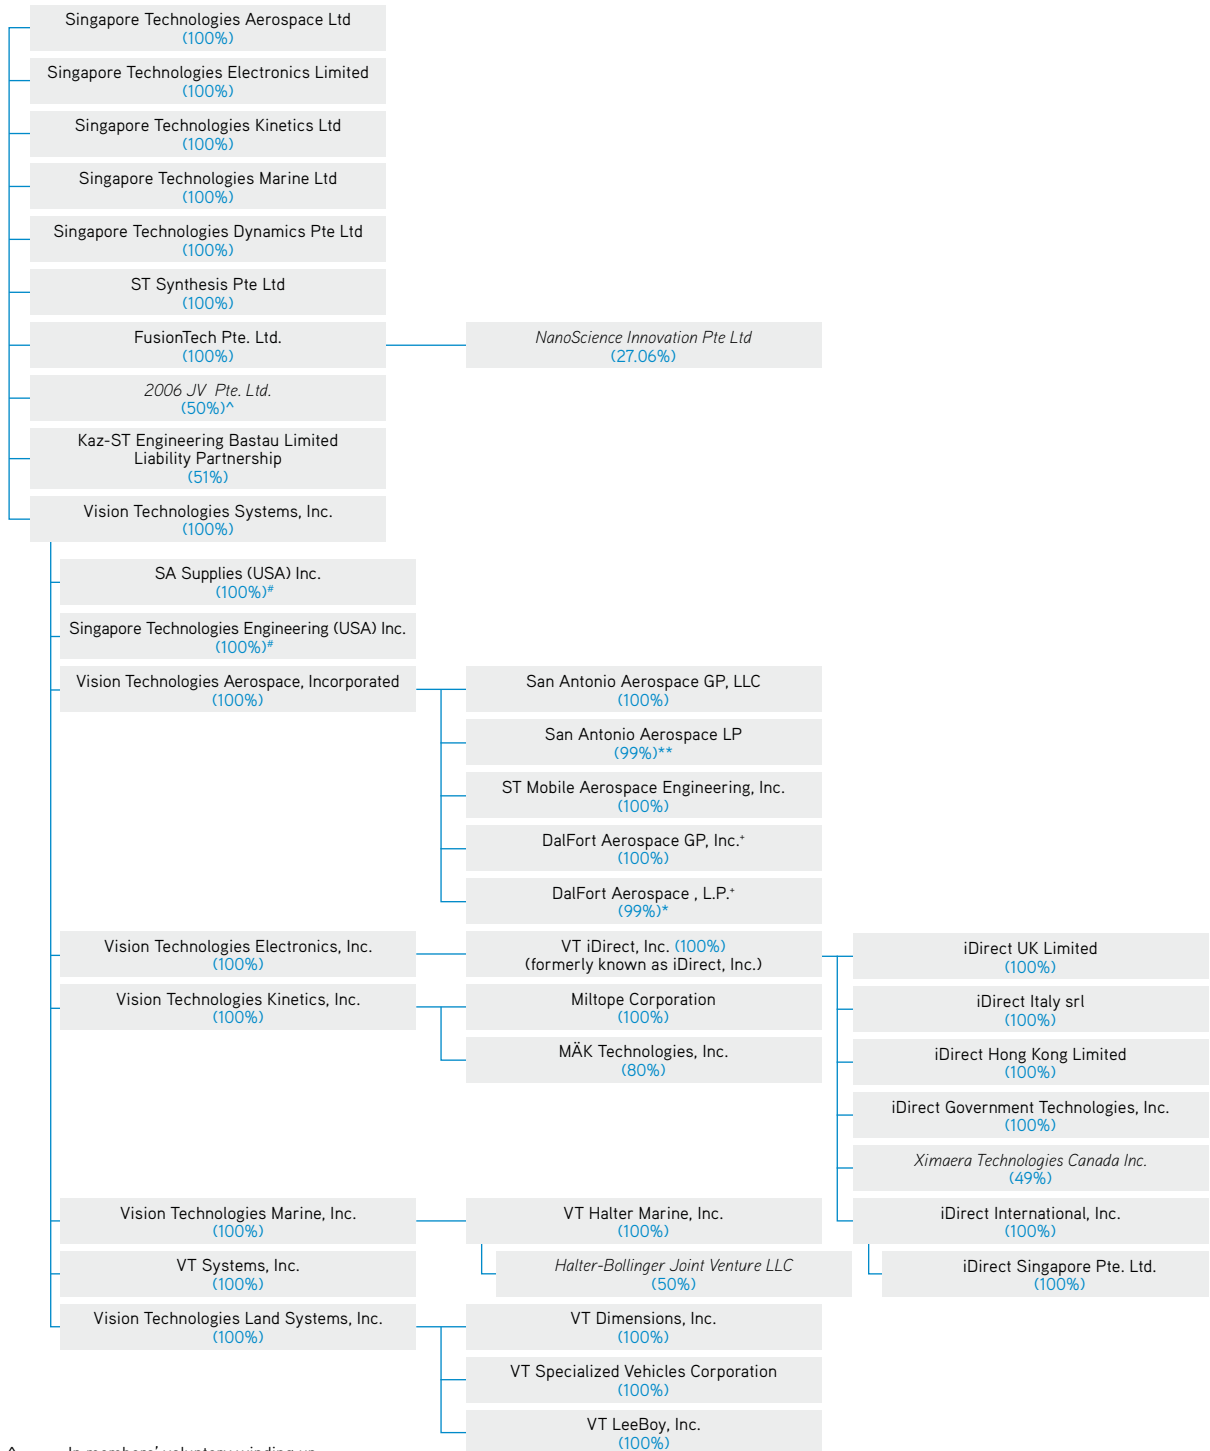 Singapore Technologies Aerospace Ltd
(100%)
Singapore Technologies Electronics Limited
(100%)
Singapore Technologies Kinetics Ltd
(100%)
Singapore Technologies Marine Ltd
(100%)
Singapore Technologies Dynamics Pte Ltd
(100%)
ST Synthesis Pte Ltd
(100%)
FusionTech Pte. Ltd.
(100%)
NanoScience Innovation Pte Ltd
(27.06%)
2006 JV Pte. Ltd.
(50%)^
Kaz-ST Engineering Bastau Limited
Liability Partnership
(51%)
Vision Technologies Systems, Inc.
(100%)
SA Supplies (USA) Inc.
(100%)#
Singapore Technologies Engineering (USA) Inc.
(100%)#
Vision Technologies Aerospace, Incorporated
(100%)
San Antonio Aerospace GP, LLC
(100%)
San Antonio Aerospace LP
(99%)**
ST Mobile Aerospace Engineering, Inc.
(100%)
DalFort Aerospace GP, Inc.+
(100%)
DalFort Aerospace , L.P.+
(99%)*
Vision Technologies Electronics, Inc.
(100%)
VT iDirect, Inc. (100%)
(formerly known as iDirect, Inc.)
iDirect UK Limited
(100%)
iDirect Italy srl
(100%)
iDirect Hong Kong Limited
(100%)
iDirect Government Technologies, Inc.
(100%)
Ximaera Technologies Canada Inc.
(49%)
iDirect International, Inc.
(100%)
iDirect Singapore Pte. Ltd.
(100%)
Vision Technologies Kinetics, Inc.
(100%)
Miltope Corporation
(100%)
MÄK Technologies, Inc.
(80%)
Vision Technologies Marine, Inc.
(100%)
VT Halter Marine, Inc.
(100%)
Halter-Bollinger Joint Venture LLC
(50%)
VT Systems, Inc.
(100%)
Vision Technologies Land Systems, Inc.
(100%)
VT Dimensions, Inc.
(100%)
VT Specialized Vehicles Corporation
(100%)
VT LeeBoy, Inc.
(100%)
^ In members' voluntary winding up